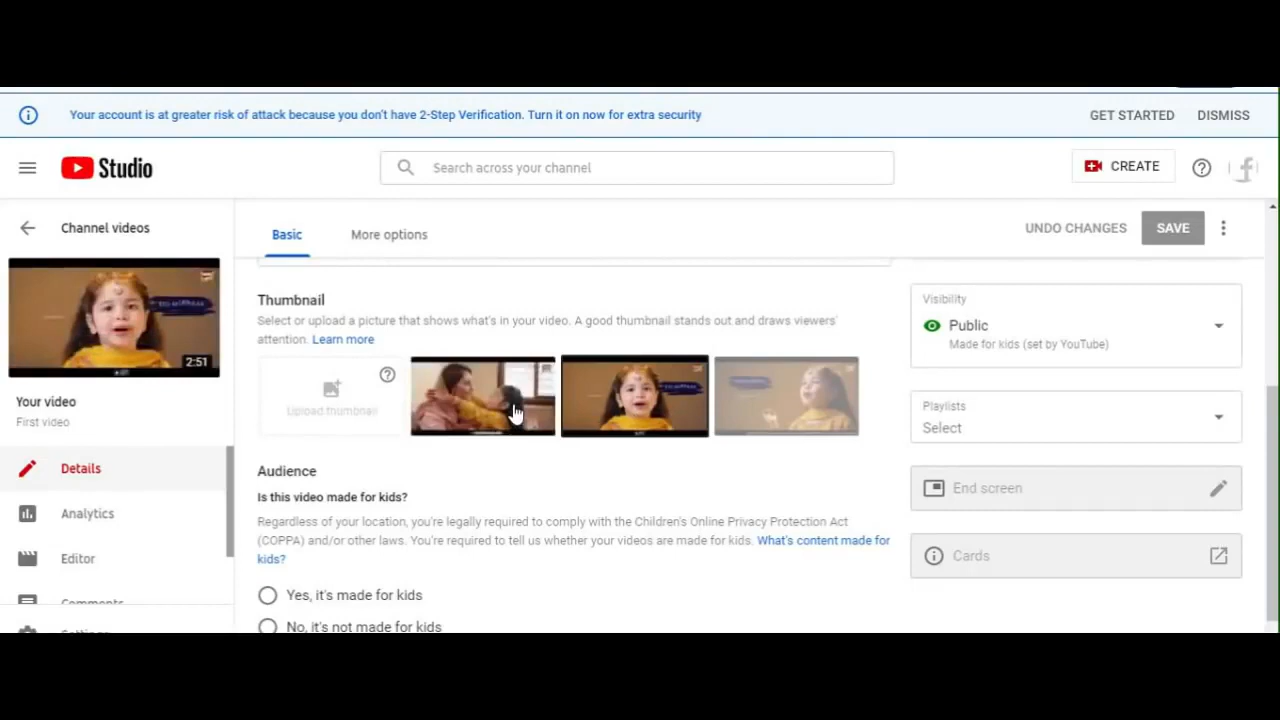 Your account is at greater risk of attack because you don't have 2-Step Verification. Turn it on now for extra security
GET STARTED
DISMISS
Studio
Search across your channel
CREATE
Channel videos
Basic
More options
UNDO CHANGES
SAVE
2:51
Your video
First video
Details
Analytics
Editor
Comments
Settings
Thumbnail
Select or upload a picture that shows what's in your video. A good thumbnail stands out and draws viewers'
attention. Learn more
Upload thumbnail
Audience
Is this video made for kids?
Regardless of your location, you're legally required to comply with the Children's Online Privacy Protection Act
(COPPA) and/or other laws. You're required to tell us whether your videos are made for kids. What's content made for
kids?
Yes, it's made for kids
No, it's not made for kids
Visibility
Public
Made for kids (set by YouTube)
Playlists
Select
End screen
Cards